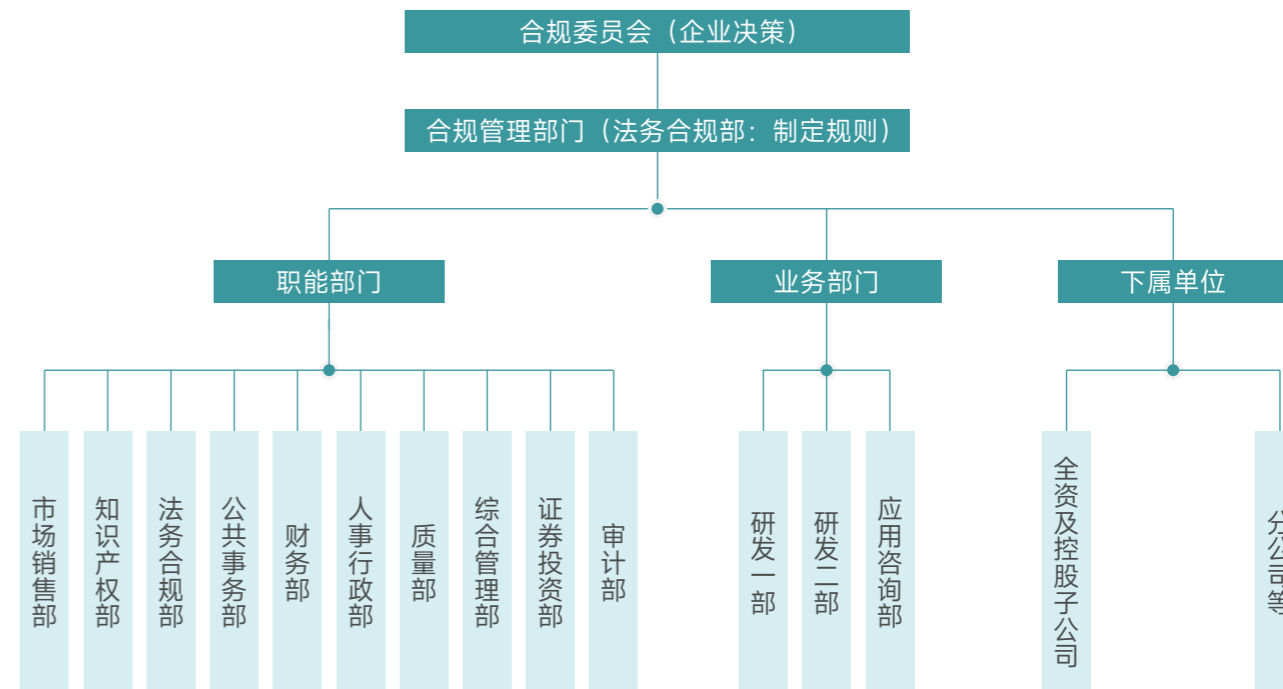 合规委员会（企业决策）
合规管理部门（法务合规部：制定规则）
职能部门
业务部门
下属单位
市场销售部
知识产权部
法务合规部
公共事务部
财务部
人事行政部
质量部
综合管理部
证券投资部
审计部
研发一部
研发二部
应用咨询部
全资及控股子公司
分公司等